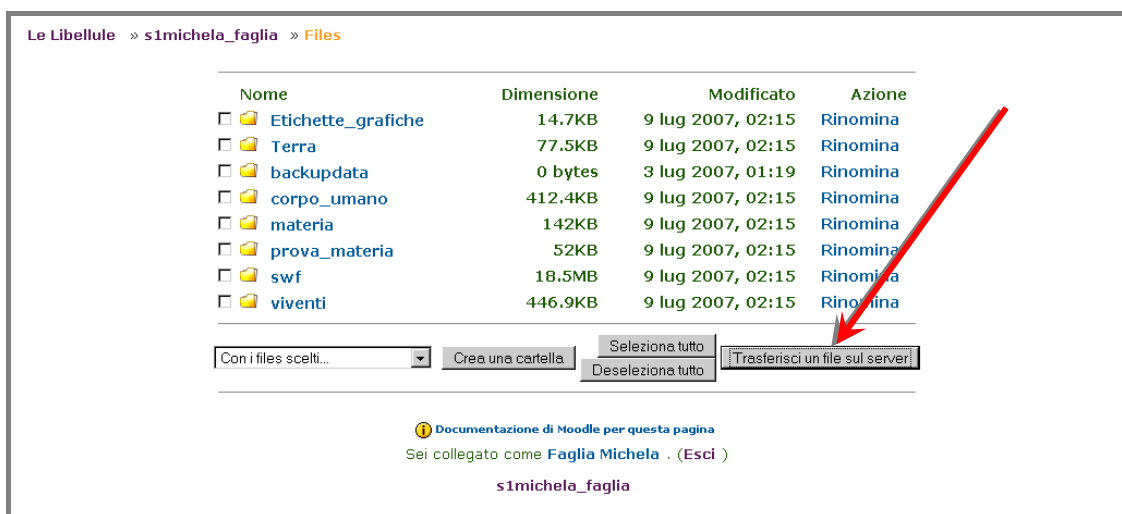 Le Libellule » s1michela_faglia » Files
Nome Dimensione Modificato Azione
Etichette_grafiche 14.7KB 9 lug 2007, 02:15 Rinomina
Terra 77.5KB 9 lug 2007, 02:15 Rinomina
backupdata 0 bytes 3 lug 2007, 01:19 Rinomina
corpo_umano 412.4KB 9 lug 2007, 02:15 Rinomina
materia 142KB 9 lug 2007, 02:15 Rinomina
prova_materia 52KB 9 lug 2007, 02:15 Rinomina
swf 18.5MB 9 lug 2007, 02:15 Rinomina
viventi 446.9KB 9 lug 2007, 02:15 Rinomina
Con i files scelti... Crea una cartella Seleziona tutto Trasferisci un file sul server
Deseleziona tutto
Documentazione di Moodle per questa pagina
Sei collegato come Faglia Michela . (Esci )
s1michela_faglia